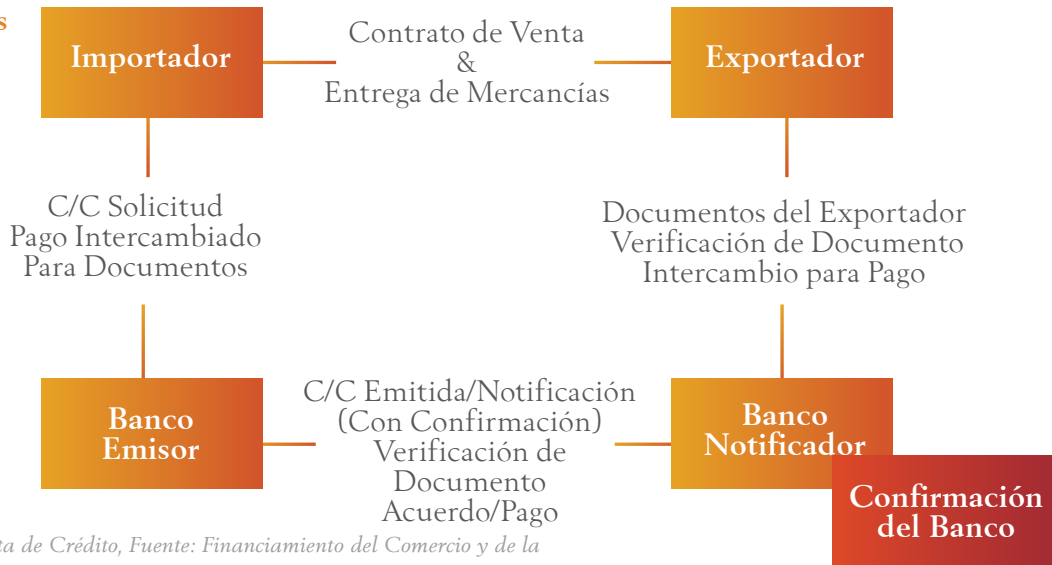 s
Importador
Contrato de Venta
&
Entrega de Mercancías
Exportador
C/C Solicitud
Pago Intercambiado
Para Documentos
Documentos del Exportador
Verificación de Documento
Intercambio para Pago
Banco
Emisor
C/C Emitida/Notificación
(Con Confirmación)
Verificación de
Documento
Acuerdo/Pago
Banco
Notificador
Confirmación
del Banco
ta de Crédito, Fuente: Financiamiento del Comercio y de la